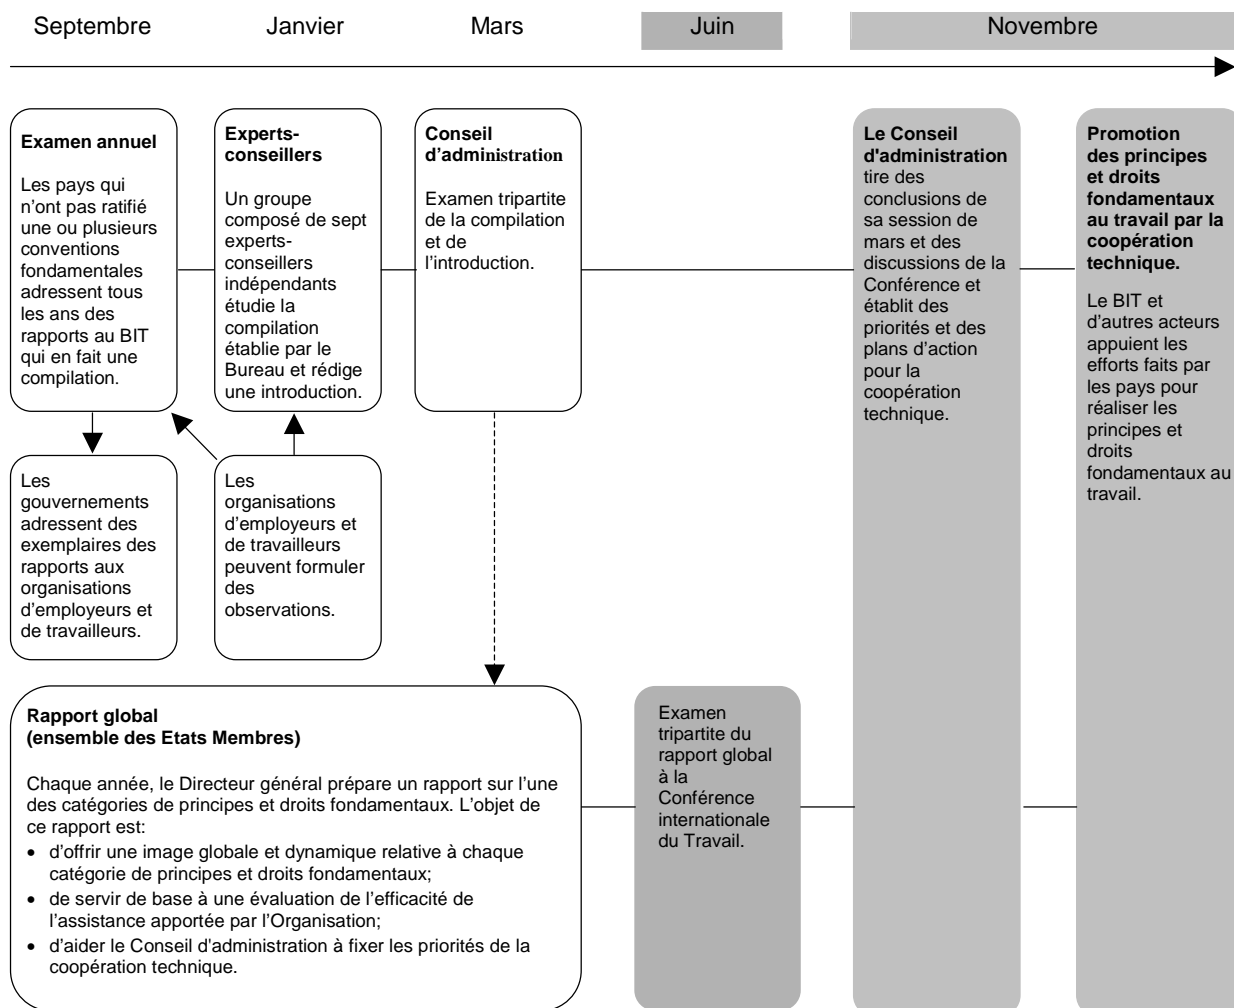 Septembre
Janvier
Mars
Juin
Novembre
Examen annuel
Les pays qui
n’ont pas ratifié
une ou plusieurs
conventions
fondamentales
adressent tous
les ans des
rapports au BIT
qui en fait une
compilation.
Experts-
conseillers
Un groupe
composé de sept
experts-
conseillers
indépendants
étudie la
compilation
établie par le
Bureau et rédige
une introduction.
Conseil
d’administration
Examen tripartite
de la compilation
et de
l’introduction.
Le Conseil
d'administration
tire des
conclusions de
sa session de
mars et des
discussions de la
Conférence et
établit des
priorités et des
plans d’action
pour la
coopération
technique.
Promotion
des principes
et droits
fondamentaux
au travail par la
coopération
technique.
Le BIT et
d’autres acteurs
appuient les
efforts faits par
les pays pour
réaliser les
principes et
droits
fondamentaux au
travail.
Les
gouvernements
adressent des
exemplaires des
rapports aux
organisations
d’employeurs et
de travailleurs.
Les
organisations
d’employeurs et
de travailleurs
peuvent formuler
des
observations.
Rapport global
(ensemble des Etats Membres)
Chaque année, le Directeur général prépare un rapport sur l’une
des catégories de principes et droits fondamentaux. L’objet de
ce rapport est:
• d’offrir une image globale et dynamique relative à chaque
catégorie de principes et droits fondamentaux;
• de servir de base à une évaluation de l’efficacité de
l’assistance apportée par l’Organisation;
• d’aider le Conseil d'administration à fixer les priorités de la
coopération technique.
Examen
tripartite du
rapport global
à la
Conférence
internationale
du Travail.